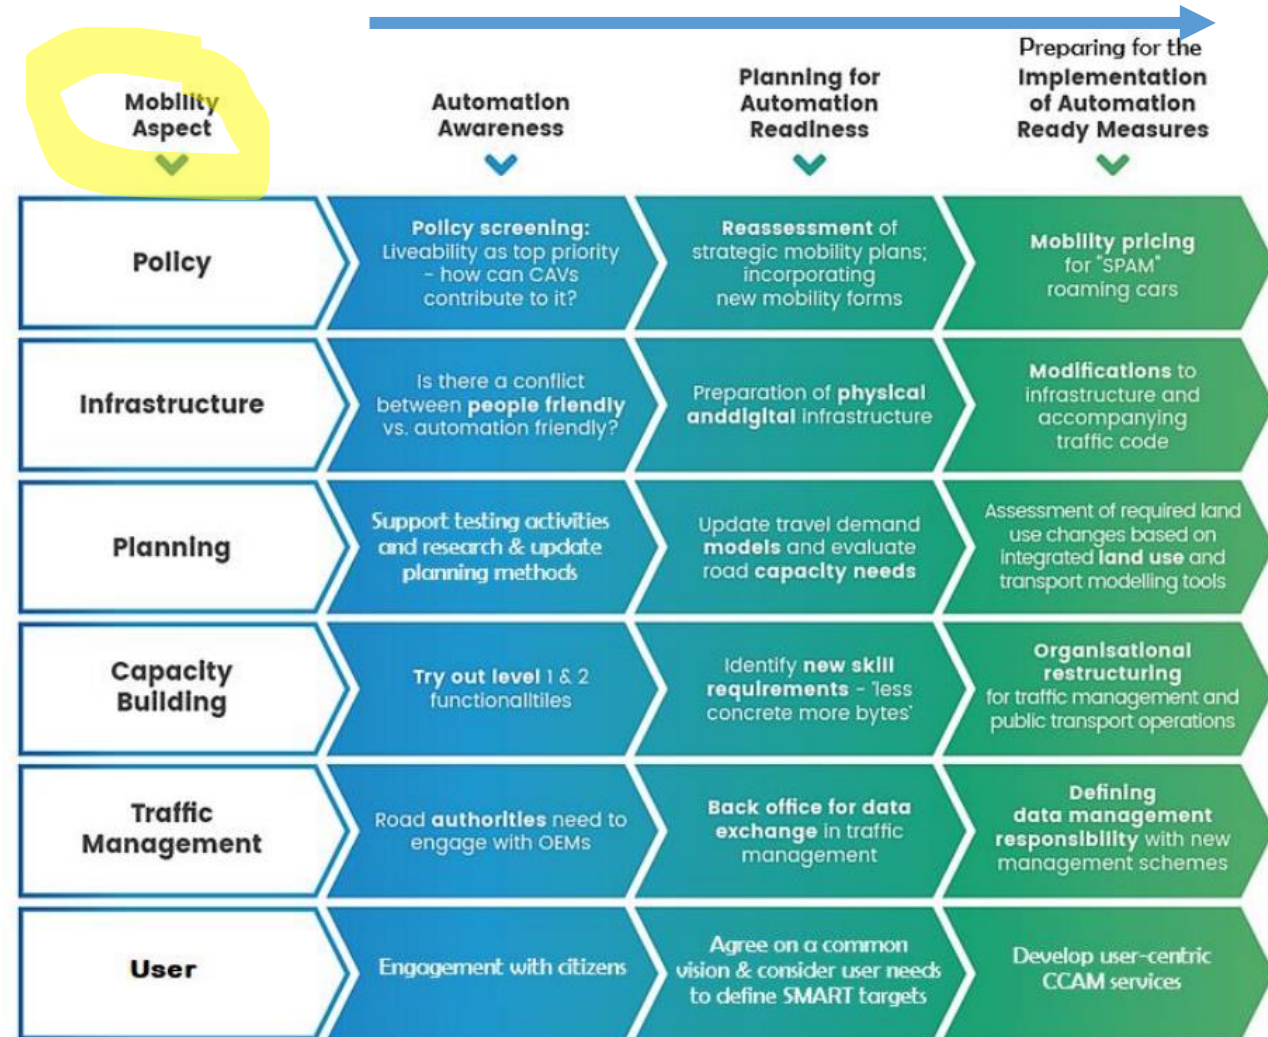 Mobility
Aspect
Automation
Awareness
Planning for
Automation
Readiness
Preparing for the
Implementation
of Automation
Ready Measures
Policy
Policy screening:
Liveability as top priority
- how can CAVs
contribute to it?
Reassessment of
strategic mobility plans;
incorporating
new mobility forms
Mobility pricing
for "SPAM"
roaming cars
Infrastructure
Is there a conflict
between people friendly
vs. automation friendly?
Preparation of physical
anddigital infrastructure
Modifications to
infrastructure and
accompanying
traffic code
Planning
Support testing activities
and research & update
planning methods
Update travel demand
models and evaluate
road capacity needs
Assessment of required land
use changes based on
integrated land use and
transport modelling tools
Capacity
Building
Try out level 1 & 2
functionalitiles
Identify new skill
requirements - 'less
concrete more bytes'
Organisational
restructuring
for traffic management and
public transport operations
Traffic
Management
Road authorities need to
engage with OEMs
Back office for data
exchange in traffic
management
Defining
data management
responsibility with new
management schemes
User
Engagement with citizens
Agree on a common
vision & consider user needs
to define SMART targets
Develop user-centric
CCAM services